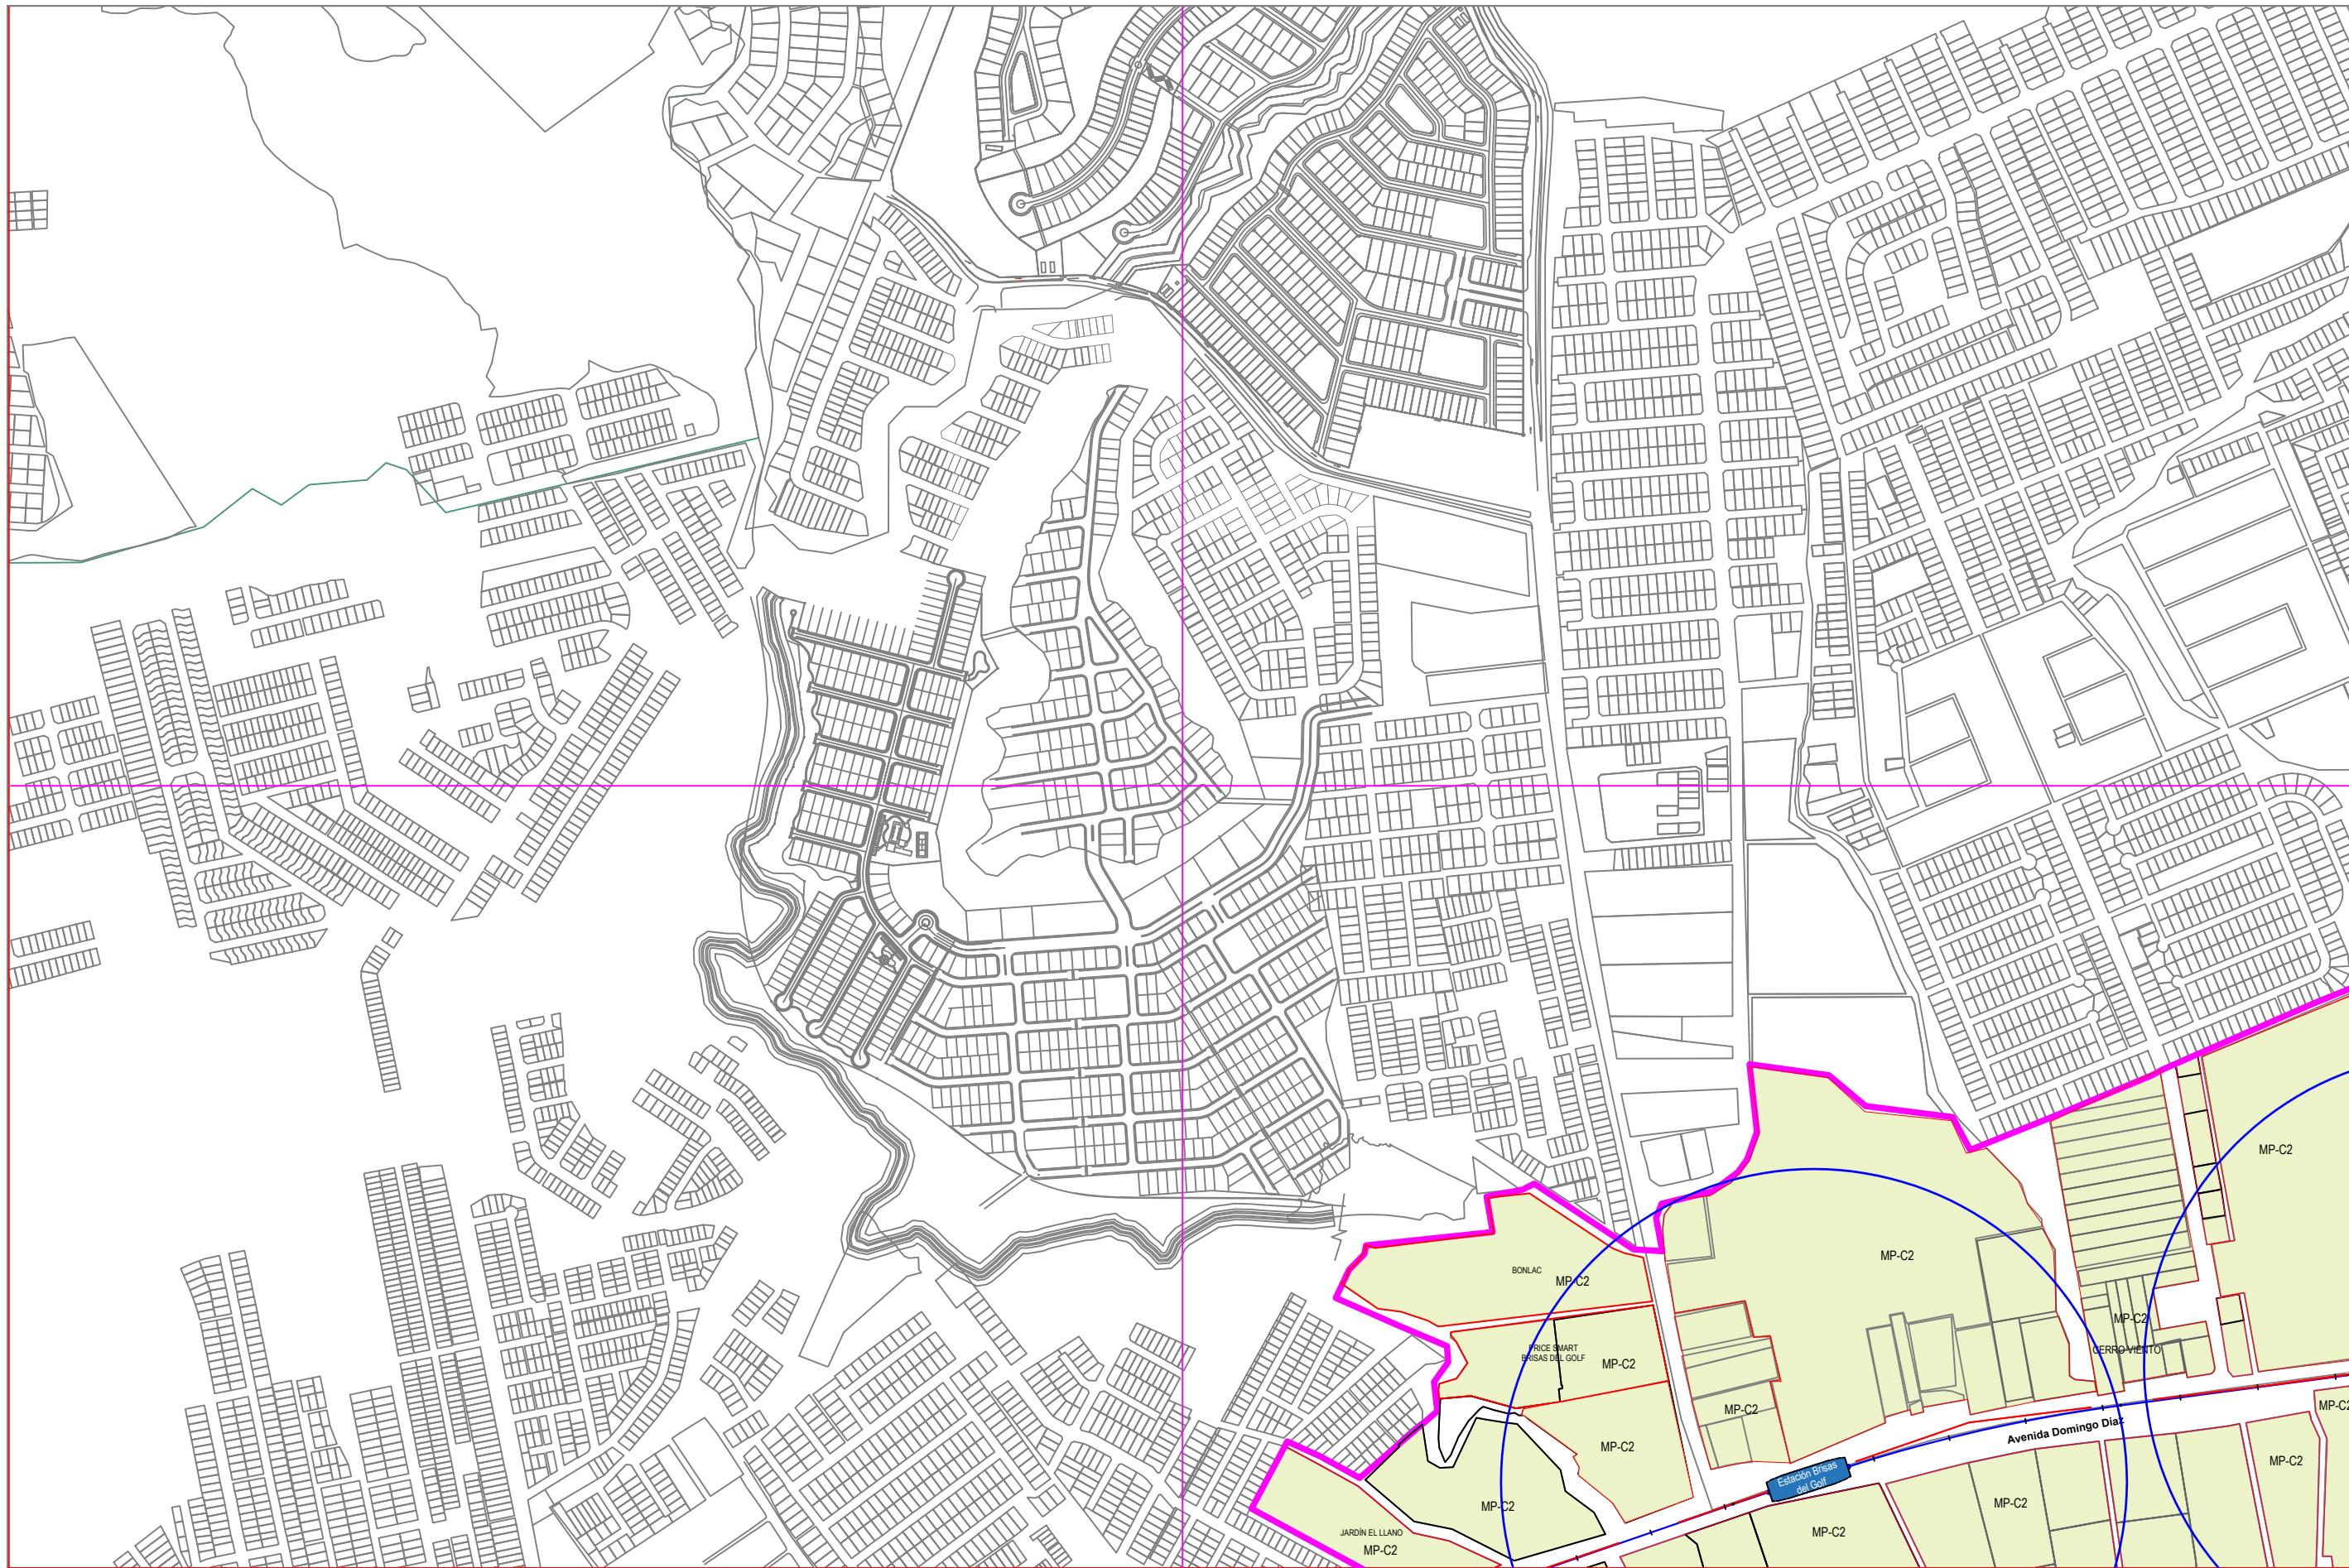 MP-C2
MP-C2
BONLAC
MP-C2
MP-C2
CERRO VIENTO
PRICE SMART
BRISAS DEL GOLF
MP-C2
MP-C2
MP-C2
Avenida Domingo Díaz
MP-C2
MP-C2
Estación Brisas
del Golf
MP-C2
MP-C2
MP-C2
JARDÍN EL LLANO
MP-C2